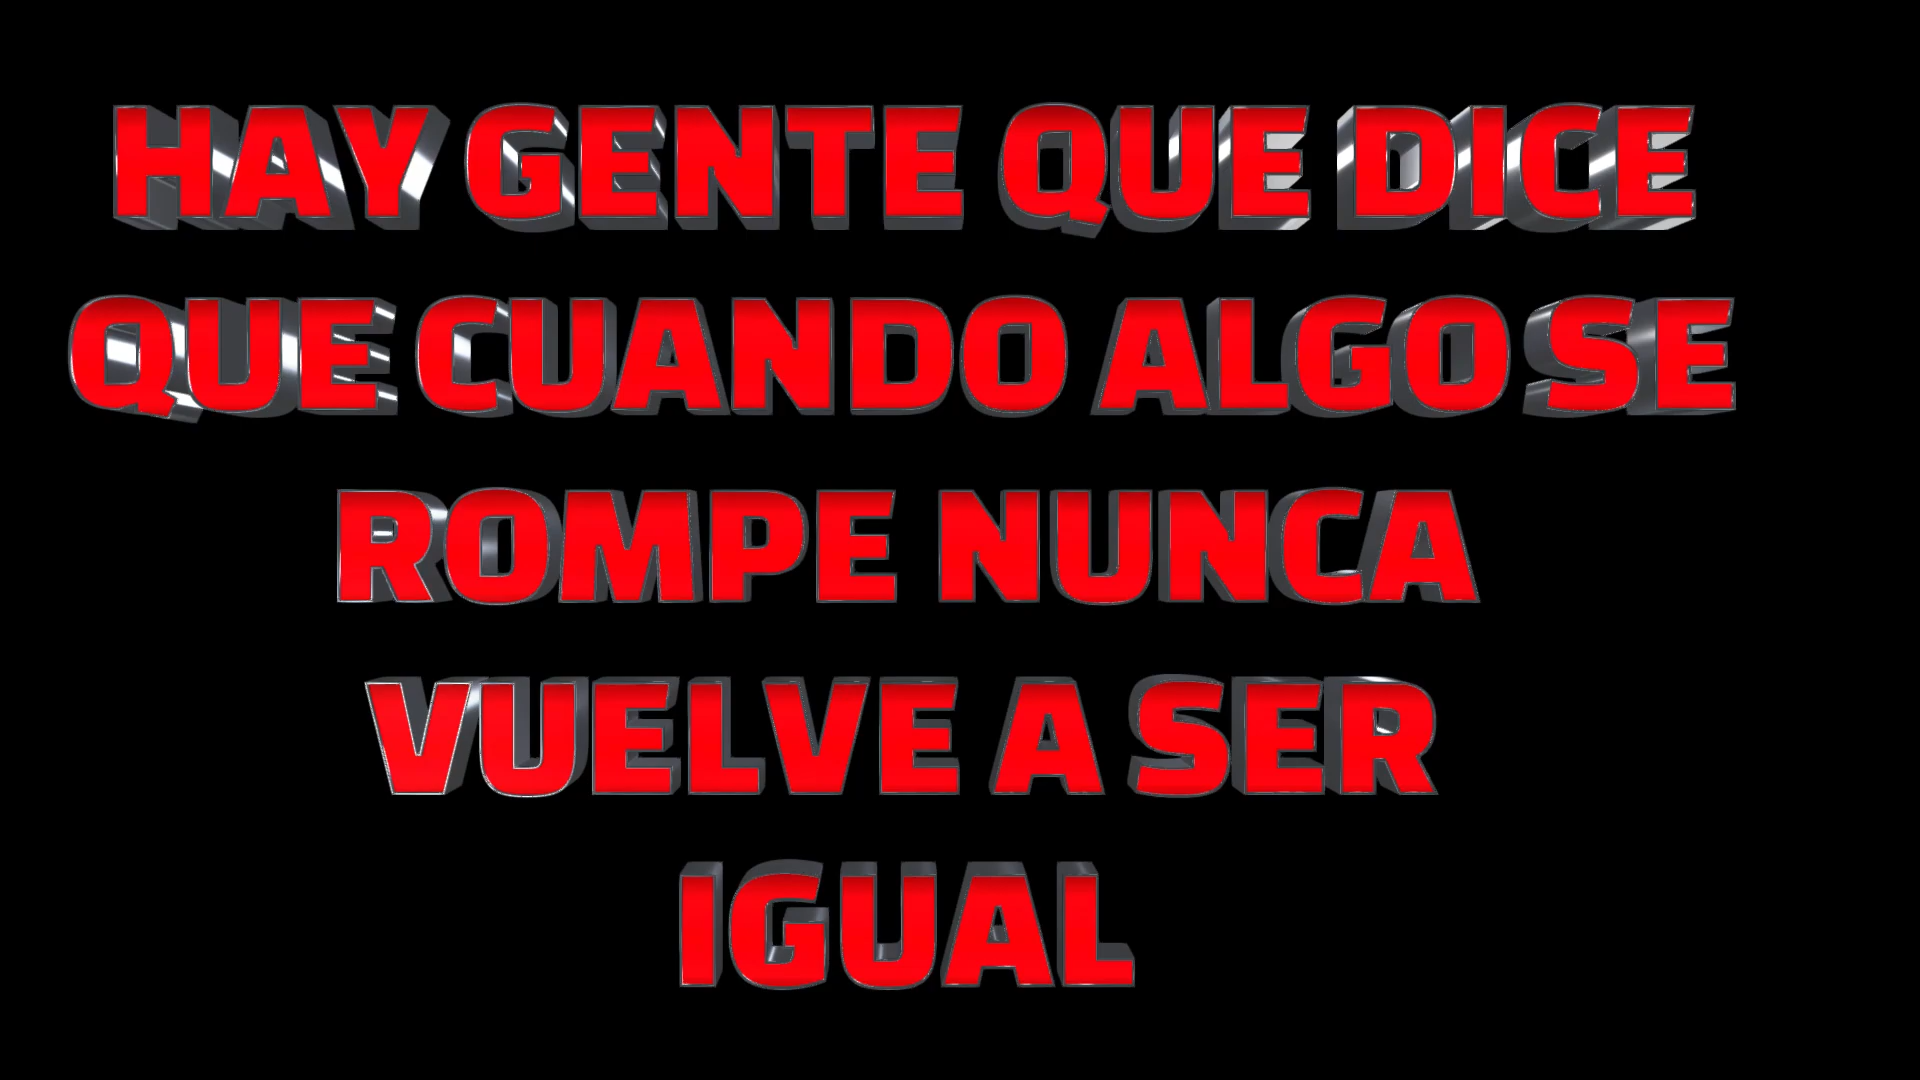 HAY GENTE QUE DICE
QUE CUANDO ALGO SE
ROMPE NUNCA
VUELVE A SER
IGUAL